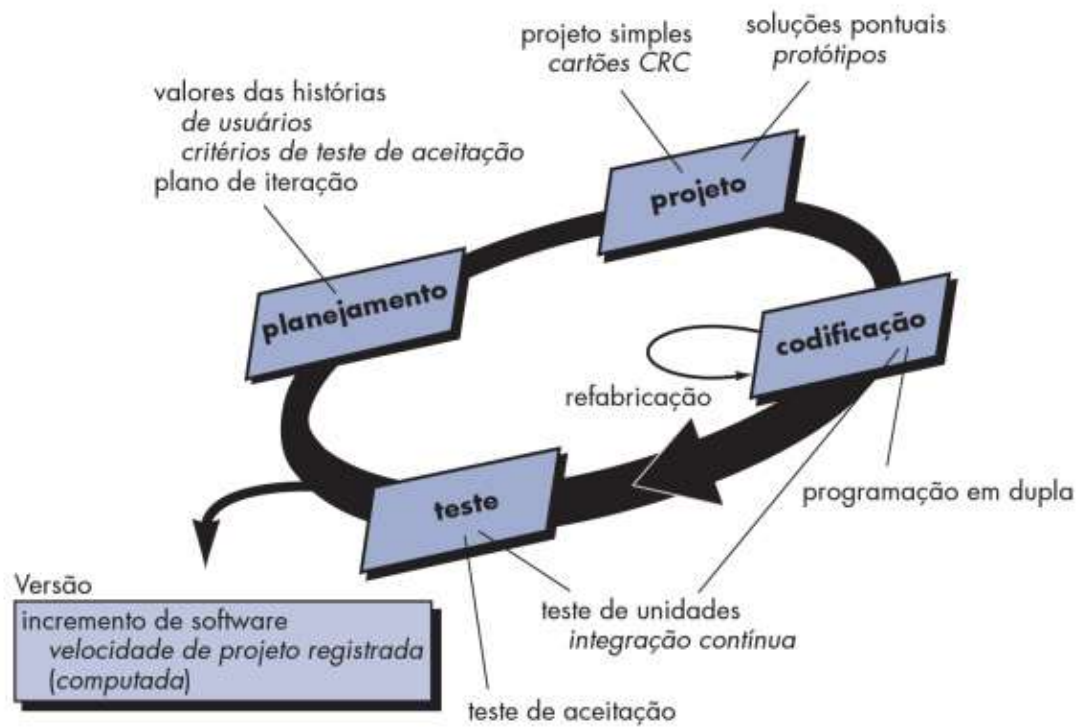 projeto simples
cartões CRC
soluções pontuais
protótipos
valores das histórias
de usuários
critérios de teste de aceitação
plano de iteração
projeto
planejamento
codificação
refabricação
programação em dupla
teste
Versão
incremento de software
velocidade de projeto registrada
(computada)
teste de unidades
integração contínua
teste de aceitação